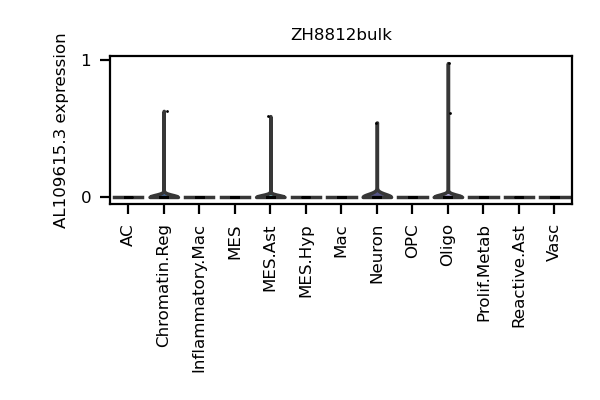 ZH8812bulk
AL109615.3 expression
1
0
AC
Chromatin.Reg
Inflammatory.Mac
MES
MES.Ast
MES.Hyp
Mac
Neuron
OPC
Oligo
Prolif.Metab
Reactive.Ast
Vasc